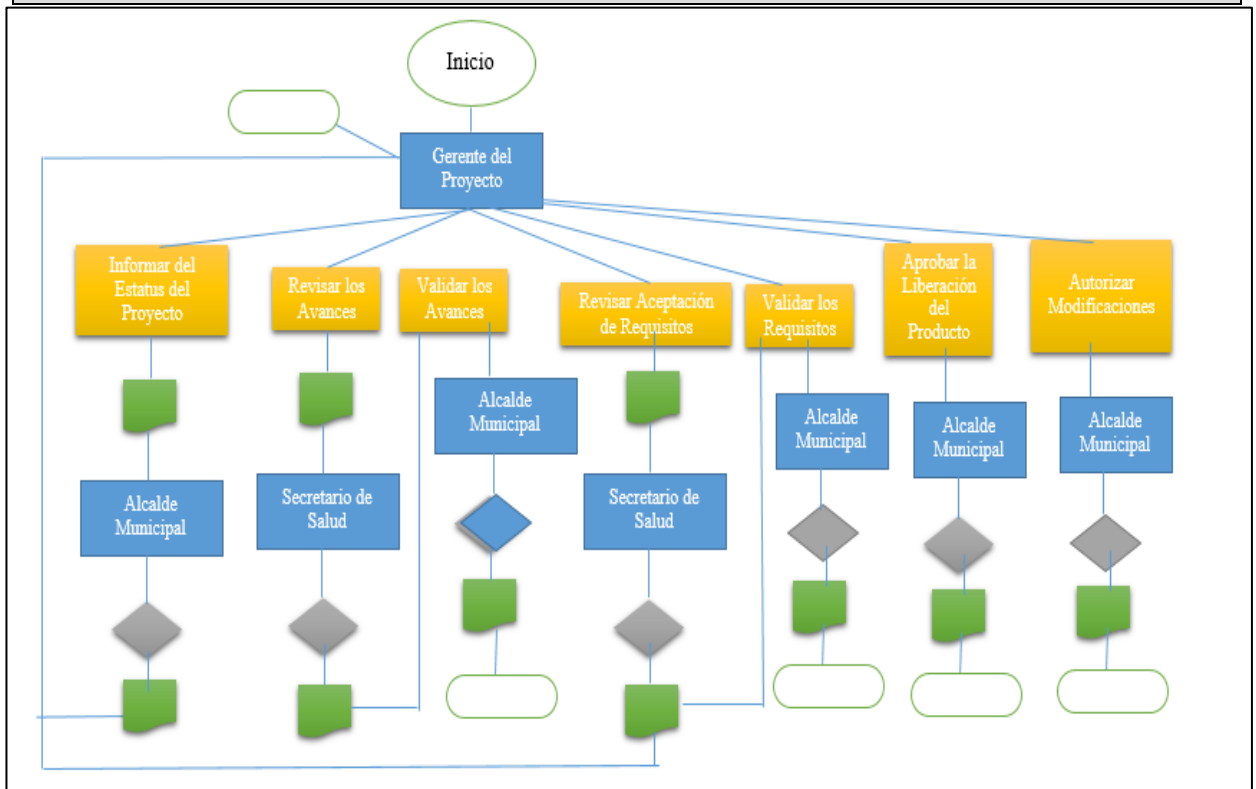 Inicio
Gerente del
Proyecto
Informar del
Estatus del
Proyecto
Revisar los
Avances
Validar los
Avances
Revisar Aceptación
de Requisitos
Validar los
Requisitos
Aprobar la
Liberación
del
Producto
Autorizar
Modificaciones
Alcalde
Municipal
Secretario de
Salud
Alcalde
Municipal
Secretario de
Salud
Alcalde
Municipal
Alcalde
Municipal
Alcalde
Municipal